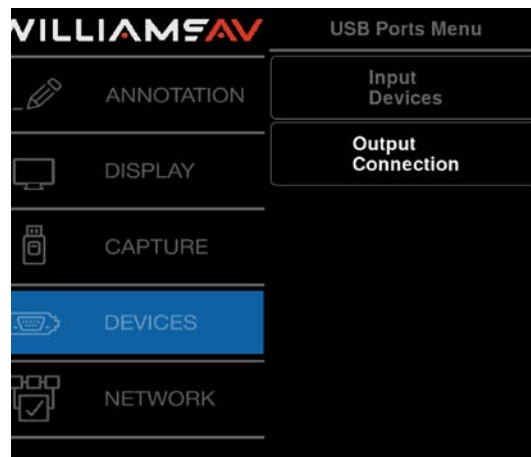 WILLIAMSAV
ANNOTATION
DISPLAY
CAPTURE
DEVICES
NETWORK
USB Ports Menu
Input
Devices
Output
Connection